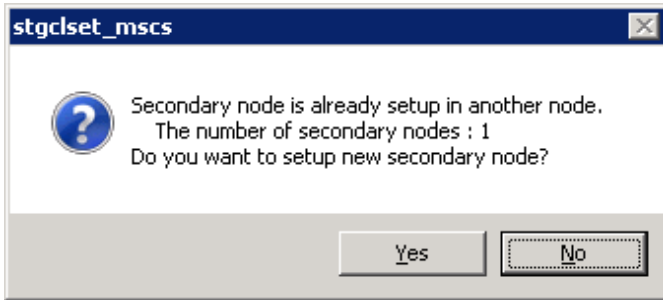 stgclset_mscs
Secondary node is already setup in another node.
The number of secondary nodes : 1
Do you want to setup new secondary node?
Yes
No